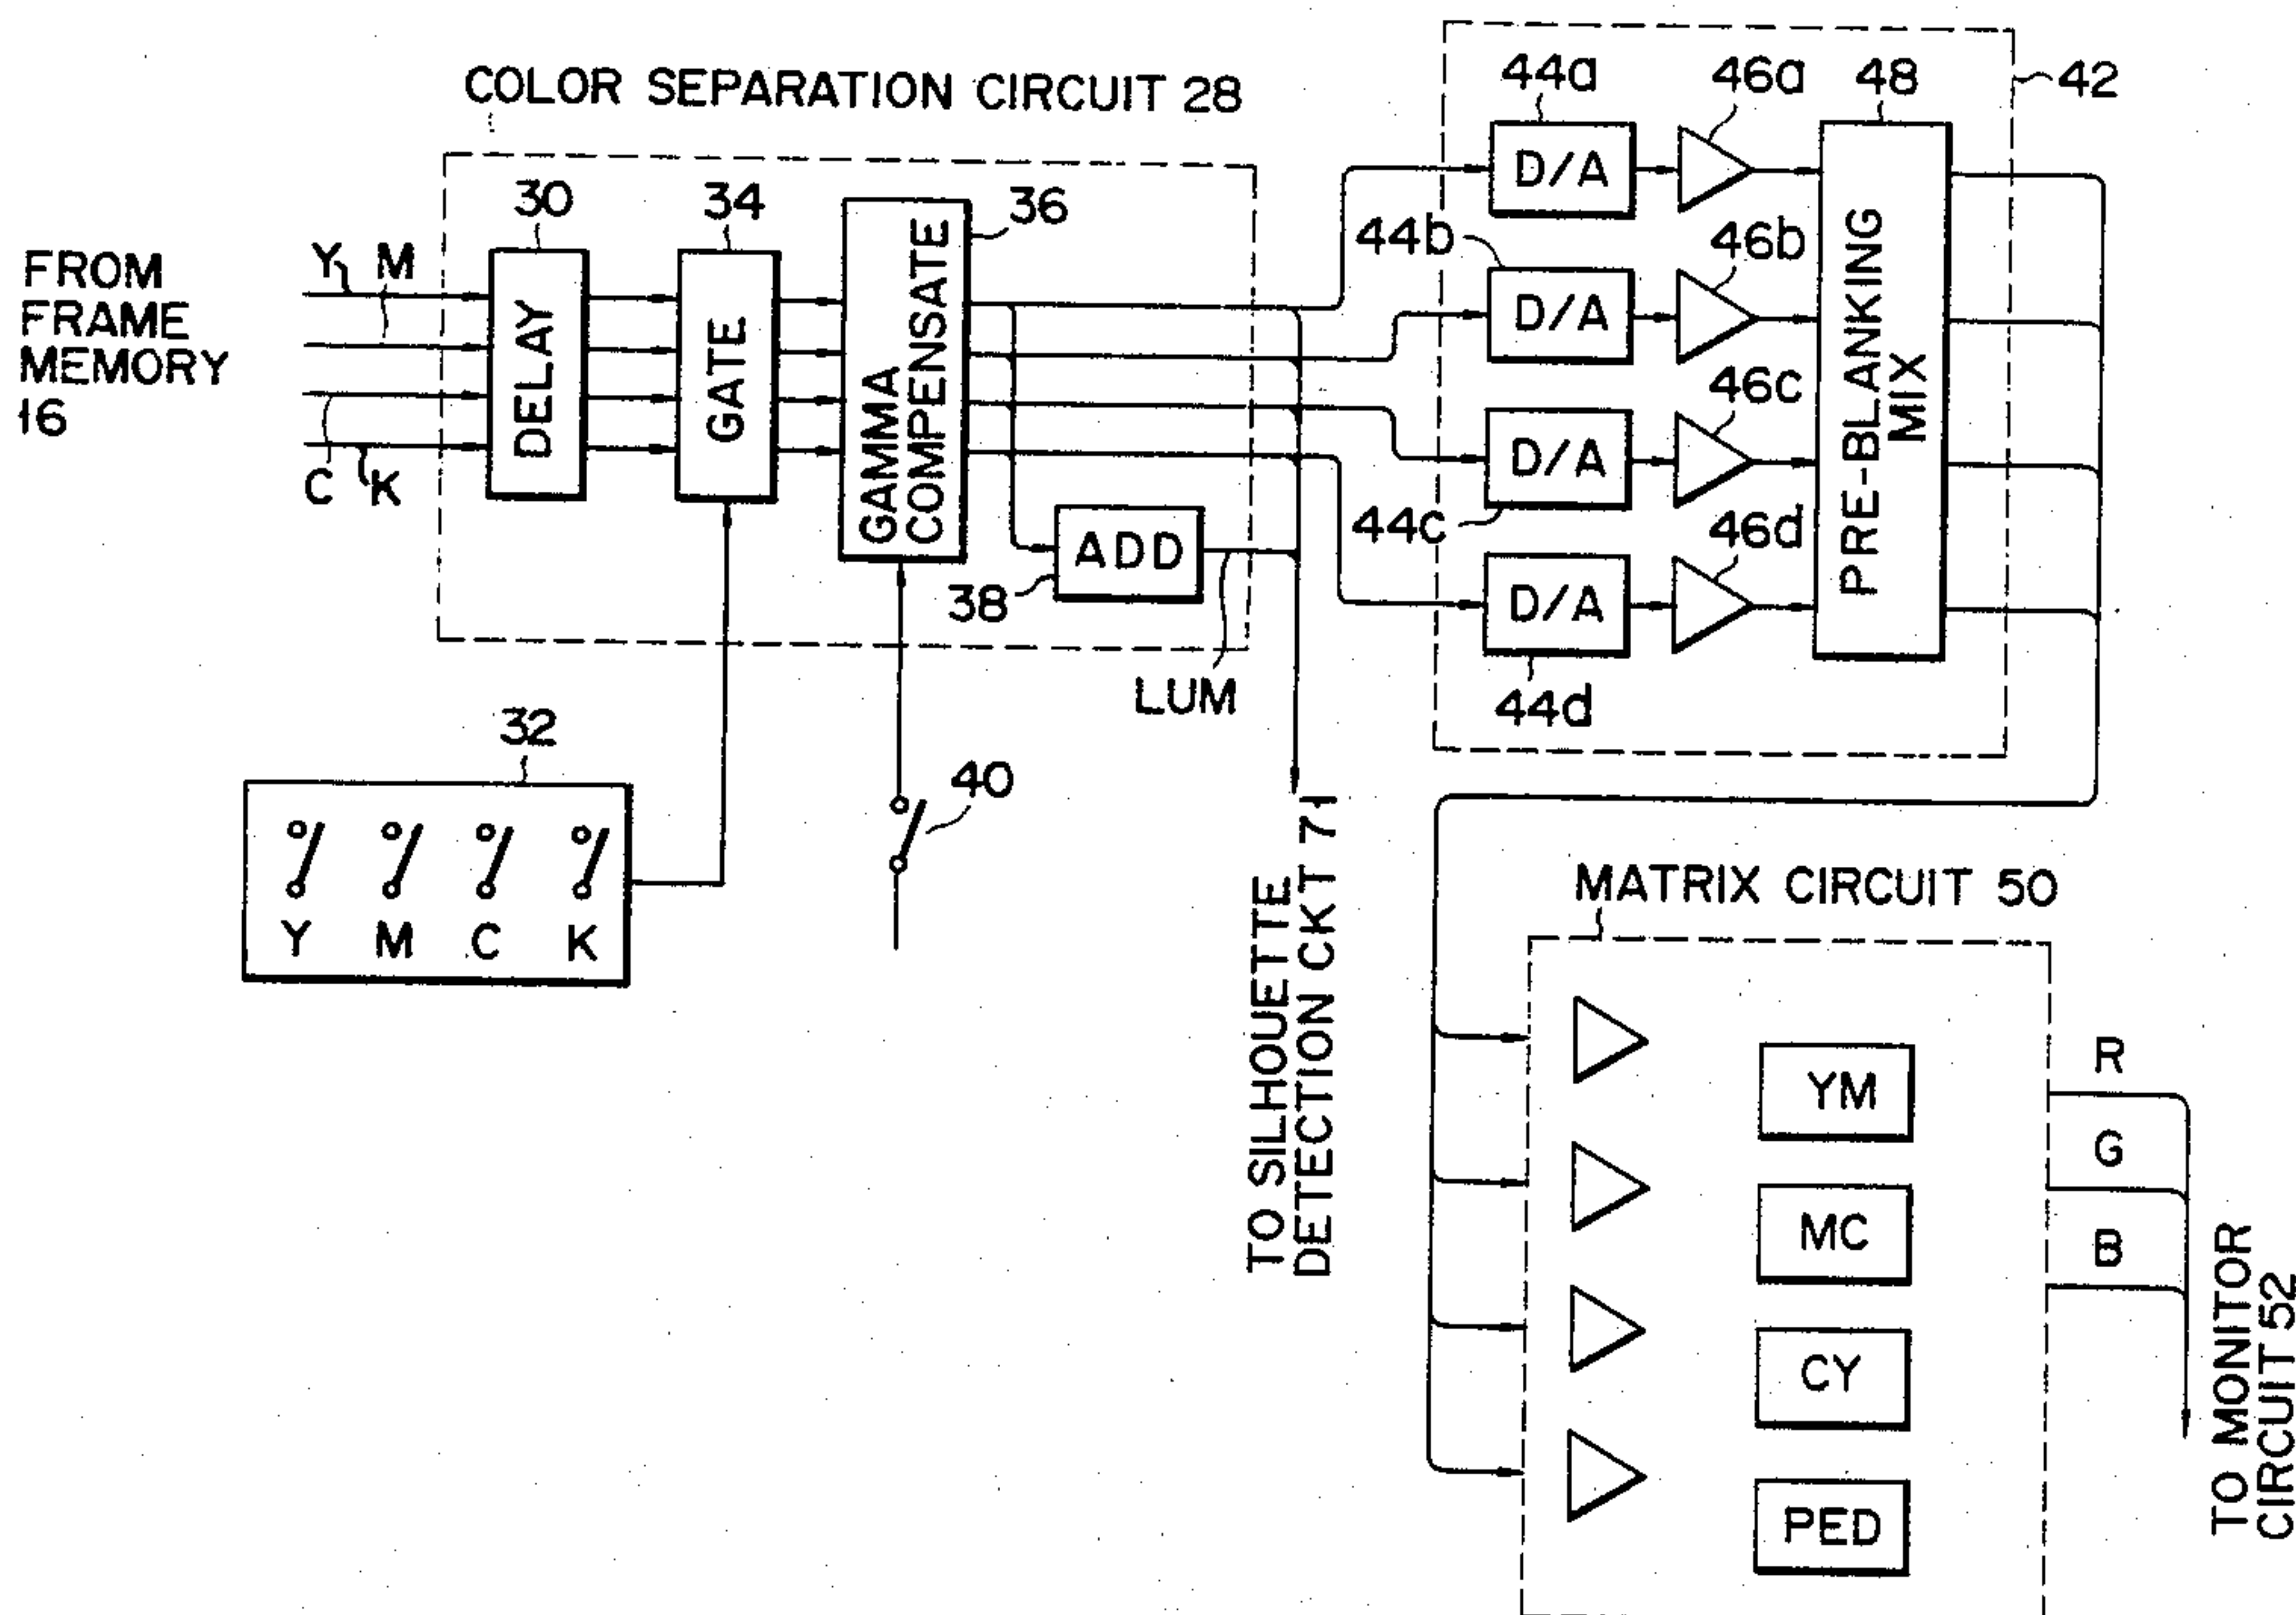 COLOR SEPARATION CIRCUIT 28
FROM
FRAME
MEMORY
16
Y
M
C
K
30
DELAY
34
GATE
36
GAMMA
COMPENSATE
38
ADD
LUM
40
32
Y M C K
42
44a
D/A
46a
44b
D/A
46b
44c
D/A
46c
44d
D/A
46d
48
PRE-BLANKING
MIX
TO SILHOUETTE
DETECTION CKT 71
MATRIX CIRCUIT 50
YM
MC
CY
PED
R
G
B
TO MONITOR
CIRCUIT 52